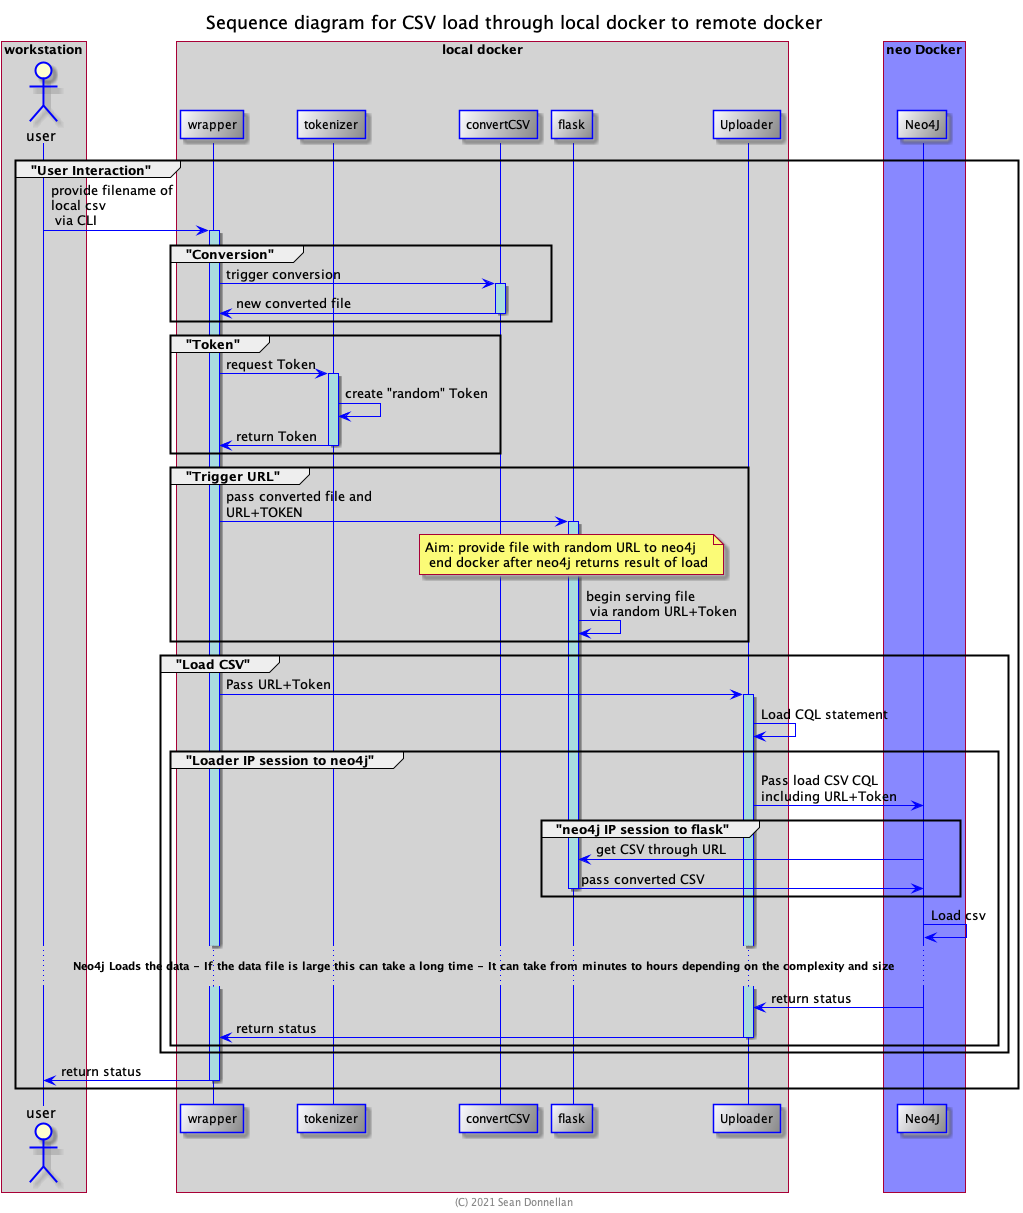 Sequence diagram for CSV load through local docker to remote docker
workstation
local docker
neo Docker
user
wrapper
tokenizer
convertCSV
flask
Uploader
Neo4J
"User Interaction"
provide filename of
local csv
via CLI
"Conversion"
trigger conversion
new converted file
"Token"
request Token
create "random" Token
return Token
"Trigger URL"
pass converted file and
URL+TOKEN
Aim: provide file with random URL to neo4j
end docker after neo4j returns result of load
begin serving file
via random URL+Token
"Load CSV"
Pass URL+Token
Load CQL statement
"Loader IP session to neo4j"
Pass load CSV CQL
including URL+Token
"neo4j IP session to flask"
get CSV through URL
pass converted CSV
Load csv
Neo4j Loads the data - If the data file is large this can take a long time - It can take from minutes to hours depending on the complexity and size
return status
return status
return status
user
wrapper
tokenizer
convertCSV
flask
Uploader
Neo4J
(C) 2021 Sean Donnellan